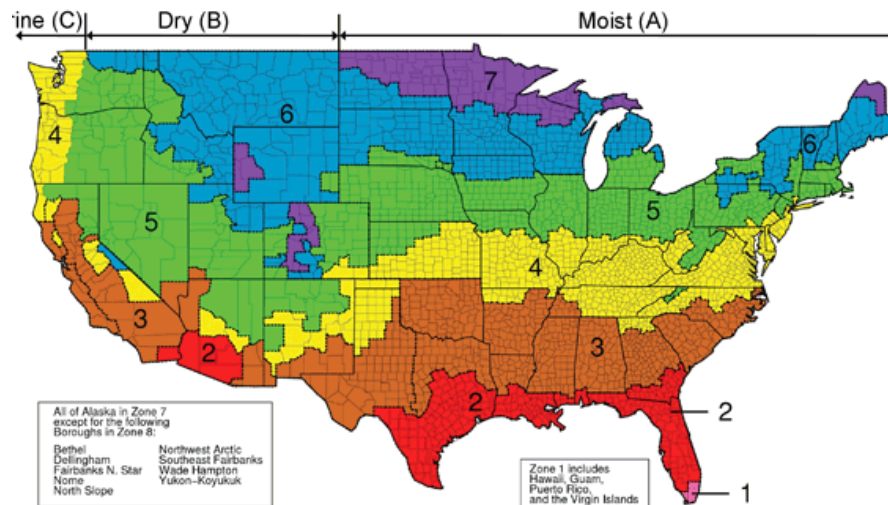 ine (C) Dry (B) Moist (A)
7
6
6
4
5
5
4
3
3
2
2
2
1
All of Alaska in Zone 7
except for the following
Boroughs in Zone 8:
Bethel Northwest Arctic
Dellingham Southeast Fairbanks
Fairbanks N. Star Wade Hampton
Nome Yukon-Koyukuk
North Slope
Zone 1 includes
Hawaii, Guam,
Puerto Rico,
and the Virgin Islands